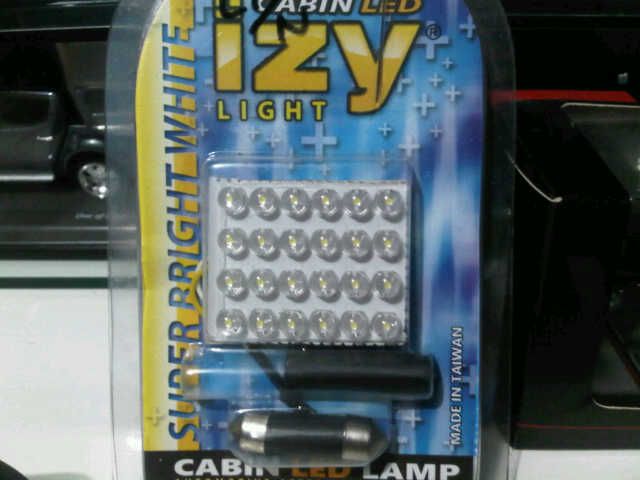 CABIN LED
izy®
LIGHT
SUPER BRIGHT WHITE
MADE IN TAIWAN
CABIN LED LAMP